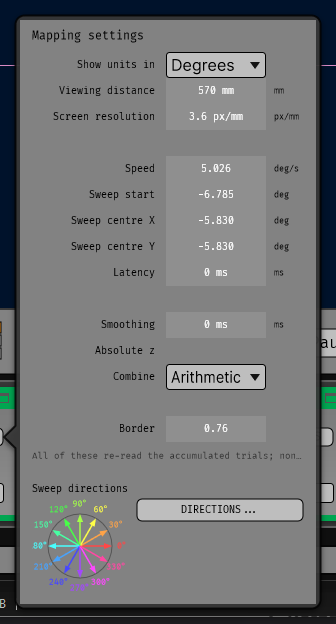 Mapping settings
Show units in Degrees
Viewing distance 570 mm mm
Screen resolution 3.6 px/mm px/mm
Speed 5.026 deg/s
Sweep start -6.785 deg
Sweep centre X -5.830 deg
Sweep centre Y -5.830 deg
Latency 0 ms ms
Smoothing 0 ms ms
Absolute z
Combine Arithmetic
Border 0.76
All of these re-read the accumulated trials; non…
Sweep directions
DIRECTIONS...
90°
120° 60°
150° 30°
80° 0°
240° 300°
270°
au
B